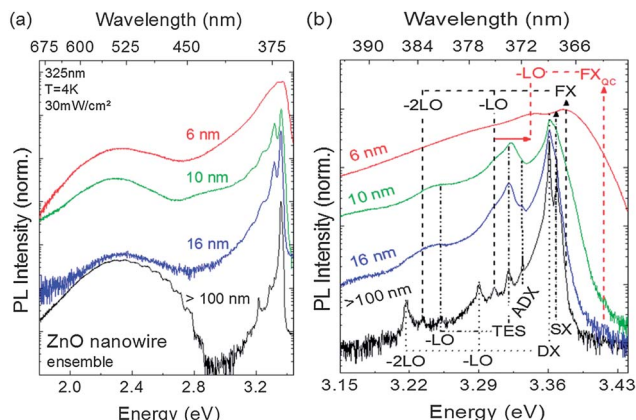 (a)
Wavelength (nm)
675 600 525 450 375
325nm
T=4K
30mW/cm²
6 nm
10 nm
16 nm
> 100 nm
ZnO nanowire
ensemble
PL Intensity (norm.)
2.0 2.4 2.8 3.2
Energy (eV)
(b)
Wavelength (nm)
390 384 378 372 366
-LO FX QC
-2LO -LO FX
6 nm
10 nm
16 nm
>100 nm
ADX
TES SX
-LO DX
-2LO -LO
PL Intensity (norm.)
3.15 3.22 3.29 3.36 3.43
Energy (eV)